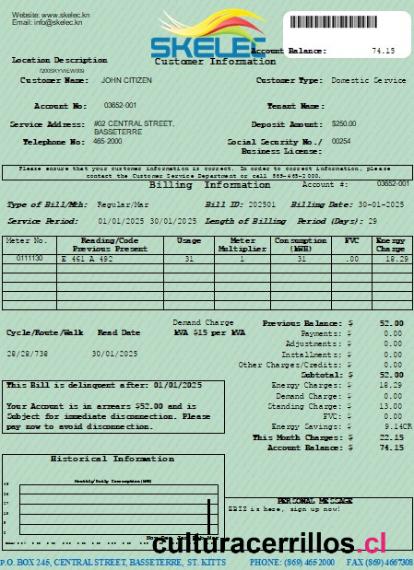 Website: www.skelec.kn
Email: info@skelec.kn
SKELEC
Account Balance: 74.15
Location Description
Customer Information
Customer Name: JOHN CITIZEN
Customer Type: Domestic Service
Account No: 03652-001
Tenant Name:
Service Address: #02 CENTRAL STREET,
BASSETERRE
Deposit Amount: $250.00
Telephone No: 465-2000
Social Security No./ 00254
Business License:
Please ensure that the customer information is correct. In order to correct information, please
contact the Customer Service Department or call 869-465-2000.
Billing Information
Account #: 03652-001
Type of Bill/Mth: Regular/Mar
Bill ID: 202501
Billing Date: 30-01-2025
Service Period: 01/01/2025 30/01/2025
Length of Billing Period (Days): 29
Meter No. Reading/Code Usage Meter Consumption FVC Energy
Previous Present Multiplier (KWH) Charge
0111130 E 461 A 492 31 1 31 .00 18.29
Demand Charge
KVA $15 per KVA
Cycle/Route/Walk Read Date
28/28/738 30/01/2025
Previous Balance: $ 52.00
Payments: $ 0.00
Adjustments: $ 0.00
Installments: $ 0.00
Other Charges/Credits: $ 0.00
Subtotal: $ 52.00
Energy Charges: $ 18.29
Demand Charge: $ 0.00
Standing Charge: $ 13.00
FVC: $ 0.00
Energy Savings: $ 9.14CR
This Month Charges: $ 22.15
Account Balance: $ 74.15
This Bill is delinquent after: 01/01/2025
Your Account is in arrears $52.00 and is
Subject for immediate disconnection. Please
pay now to avoid disconnection.
Historical Information
Monthly Daily Consumption(KWH)
PERSONAL MESSAGE
is here, sign up now!
culturacerrillos.cl
P.O. BOX 245, CENTRAL STREET, BASSETERRE, ST. KITTS
PHONE: (869) 465 2000
FAX (869) 4667308